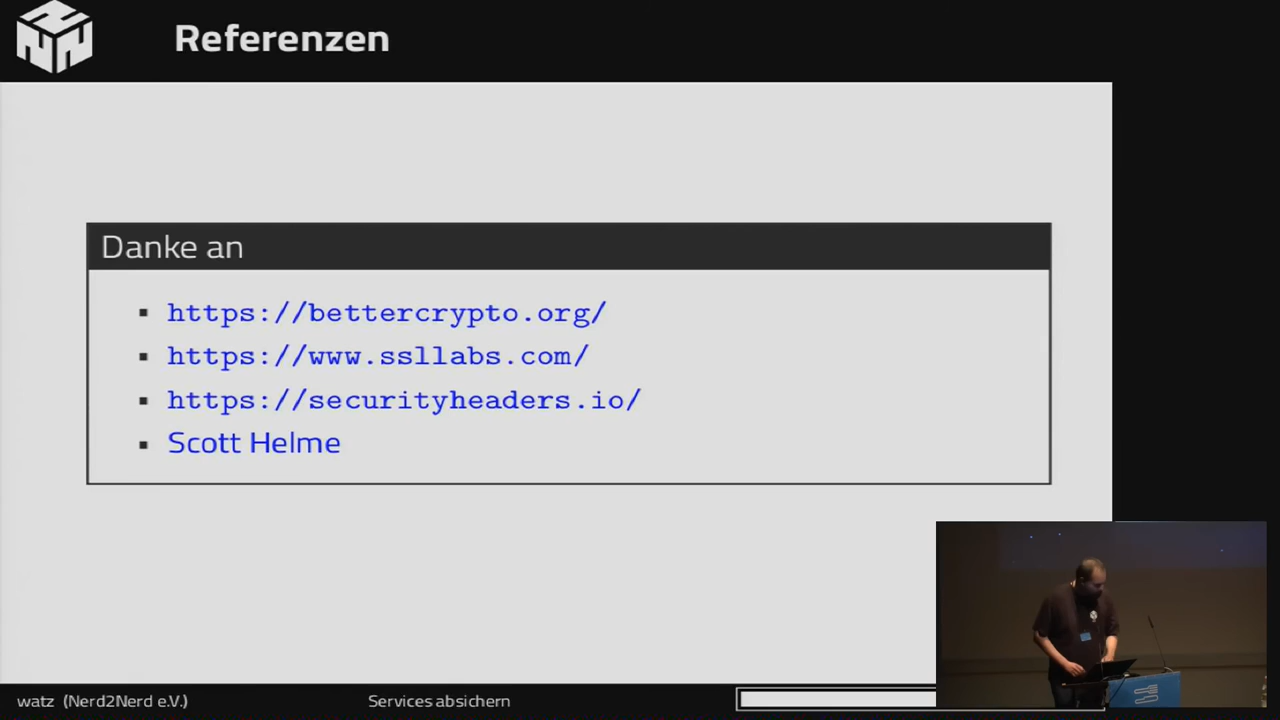 Referenzen
Danke an
https://bettercrypto.org/
https://www.ssllabs.com/
https://securityheaders.io/
Scott Helme
watz (Nerd2Nerd e.V.)
Services absichern